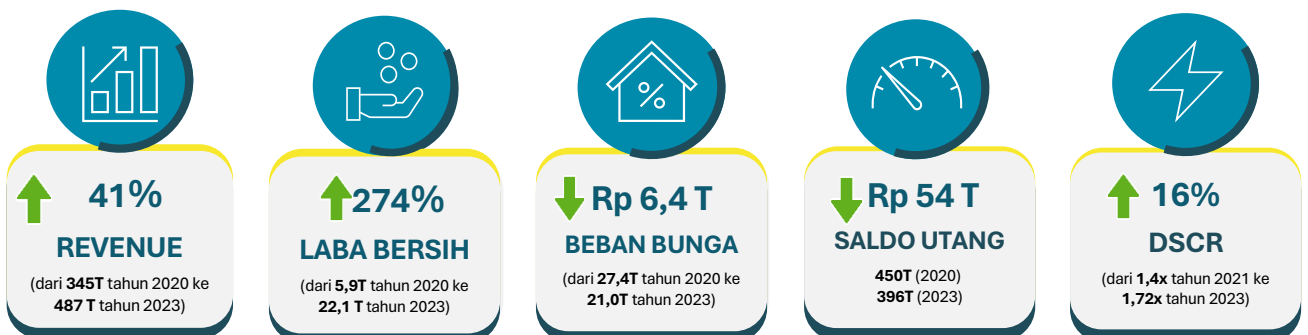 41%
REVENUE
(dari 345T tahun 2020 ke
487 T tahun 2023)
274%
LABA BERSIH
(dari 5,9T tahun 2020 ke
22,1 T tahun 2023)
%
Rp 6,4 T
BEBAN BUNGA
(dari 27,4T tahun 2020 ke
21,0T tahun 2023)
Rp 54 T
SALDO UTANG
450T (2020)
396T (2023)
16%
DSCR
(dari 1,4x tahun 2021 ke
1,72x tahun 2023)